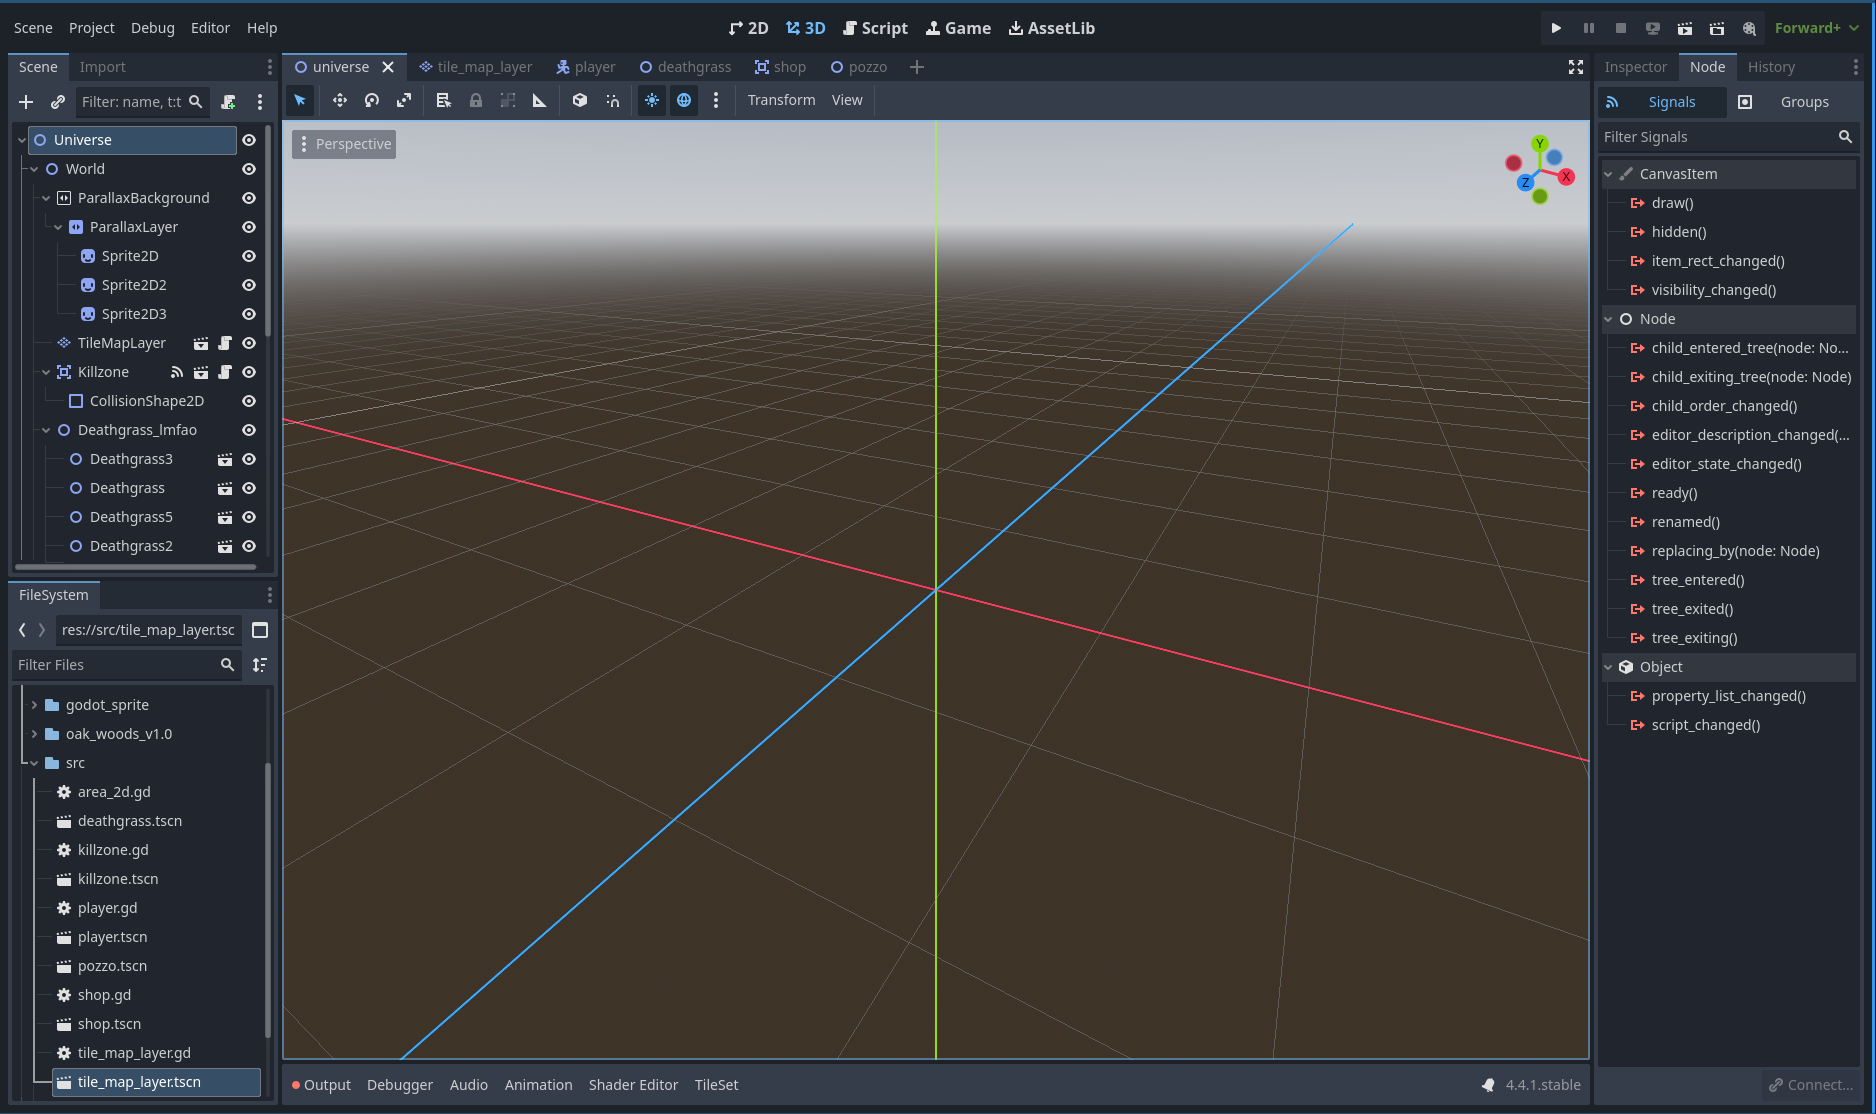 Scene Project Debug Editor Help
2D 3D Script Game AssetLib
Forward+
Scene Import
Filter: name, t:t
Universe
World
ParallaxBackground
ParallaxLayer
Sprite2D
Sprite2D2
Sprite2D3
TileMapLayer
Killzone
CollisionShape2D
Deathgrass_lmfao
Deathgrass3
Deathgrass
Deathgrass5
Deathgrass2
FileSystem
res://src/tile_map_layer.tsc
Filter Files
godot_sprite
oak_woods_v1.0
src
area_2d.gd
deathgrass.tscn
killzone.gd
killzone.tscn
player.gd
player.tscn
pozzo.tscn
shop.gd
shop.tscn
tile_map_layer.gd
tile_map_layer.tscn
universe tile_map_layer player deathgrass shop pozzo
Transform View
Perspective
Y
Z X
Output Debugger Audio Animation Shader Editor TileSet 4.4.1.stable
Inspector Node History
Signals Groups
Filter Signals
CanvasItem
draw()
hidden()
item_rect_changed()
visibility_changed()
Node
child_entered_tree(node: No...
child_exiting_tree(node: Node)
child_order_changed()
editor_description_changed(...
editor_state_changed()
ready()
renamed()
replacing_by(node: Node)
tree_entered()
tree_exited()
tree_exiting()
Object
property_list_changed()
script_changed()
Connect...